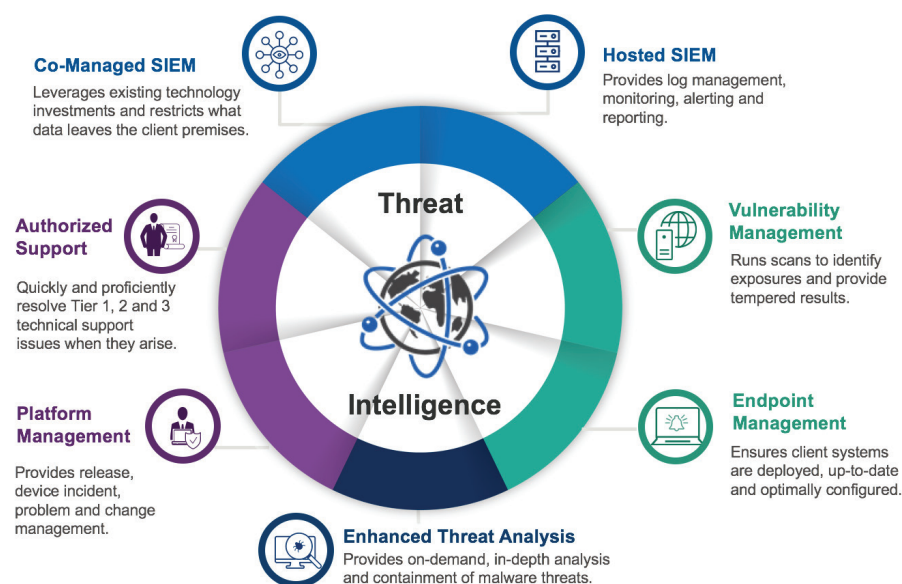 Co-Managed SIEM
Leverages existing technology
investments and restricts what
data leaves the client premises.
Hosted SIEM
Provides log management,
monitoring, alerting and
reporting.
Threat
Intelligence
Authorized
Support
Quickly and proficiently
resolve Tier 1, 2 and 3
technical support
issues when they arise.
Vulnerability
Management
Runs scans to identify
exposures and provide
tempered results.
Platform
Management
Provides release,
device incident,
problem and change
management.
Endpoint
Management
Ensures client systems
are deployed, up-to-date
and optimally configured.
Enhanced Threat Analysis
Provides on-demand, in-depth analysis
and containment of malware threats.